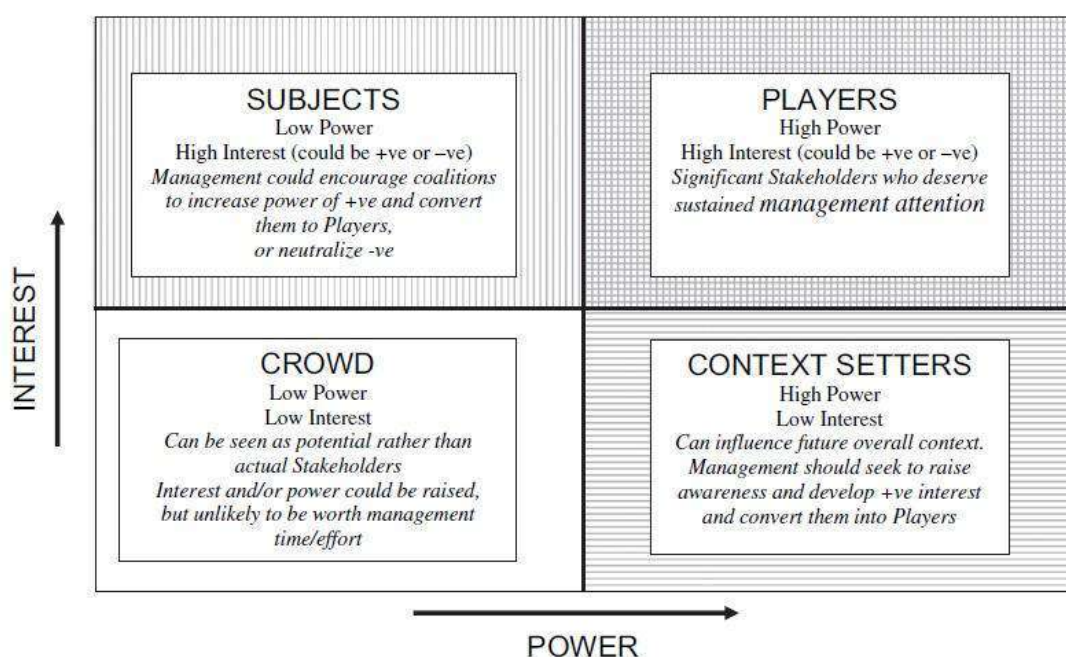 SUBJECTS
Low Power
High Interest (could be +ve or –ve)
Management could encourage coalitions
to increase power of +ve and convert
them to Players,
or neutralize -ve
PLAYERS
High Power
High Interest (could be +ve or –ve)
Significant Stakeholders who deserve
sustained management attention
INTEREST
CROWD
Low Power
Low Interest
Can be seen as potential rather than
actual Stakeholders
Interest and/or power could be raised,
but unlikely to be worth management
time/effort
CONTEXT SETTERS
High Power
Low Interest
Can influence future overall context.
Management should seek to raise
awareness and develop +ve interest
and convert them into Players
POWER